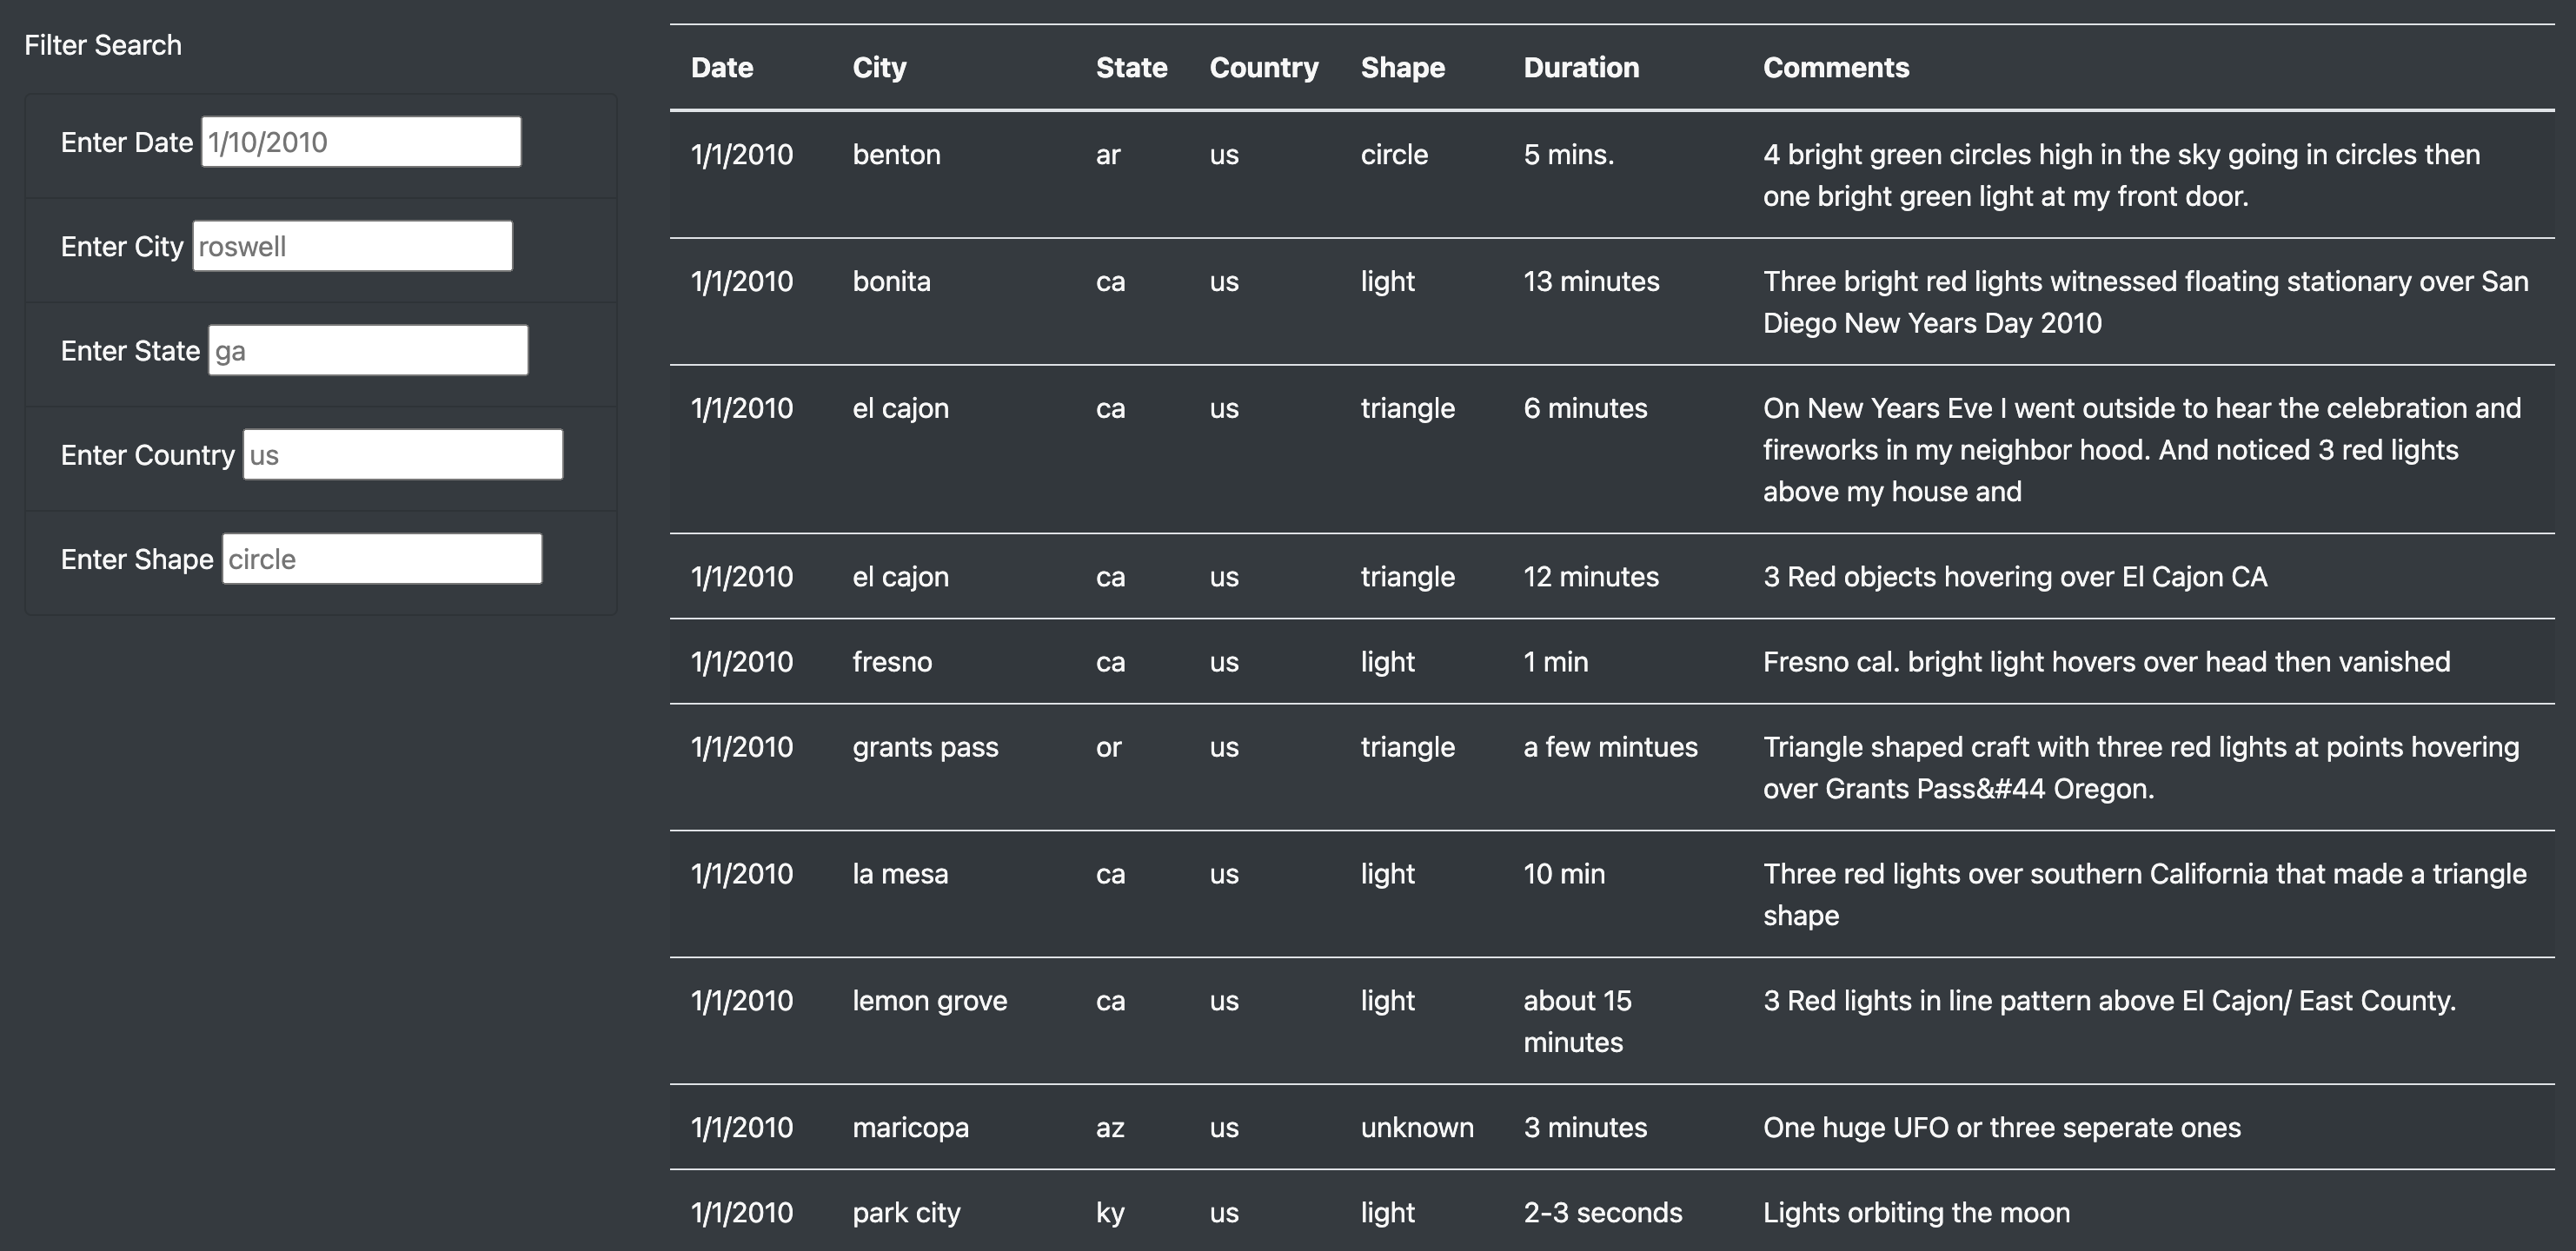 Filter Search
Enter Date 1/10/2010
Enter City roswell
Enter State ga
Enter Country us
Enter Shape circle
Date City State Country Shape Duration Comments
1/1/2010 benton ar us circle 5 mins. 4 bright green circles high in the sky going in circles then
one bright green light at my front door.
1/1/2010 bonita ca us light 13 minutes Three bright red lights witnessed floating stationary over San
Diego New Years Day 2010
1/1/2010 el cajon ca us triangle 6 minutes On New Years Eve I went outside to hear the celebration and
fireworks in my neighbor hood. And noticed 3 red lights
above my house and
1/1/2010 el cajon ca us triangle 12 minutes 3 Red objects hovering over El Cajon CA
1/1/2010 fresno ca us light 1 min Fresno cal. bright light hovers over head then vanished
1/1/2010 grants pass or us triangle a few mintues Triangle shaped craft with three red lights at points hovering
over Grants Pass&#44 Oregon.
1/1/2010 la mesa ca us light 10 min Three red lights over southern California that made a triangle
shape
1/1/2010 lemon grove ca us light about 15 3 Red lights in line pattern above El Cajon/ East County.
minutes
1/1/2010 maricopa az us unknown 3 minutes One huge UFO or three seperate ones
1/1/2010 park city ky us light 2-3 seconds Lights orbiting the moon